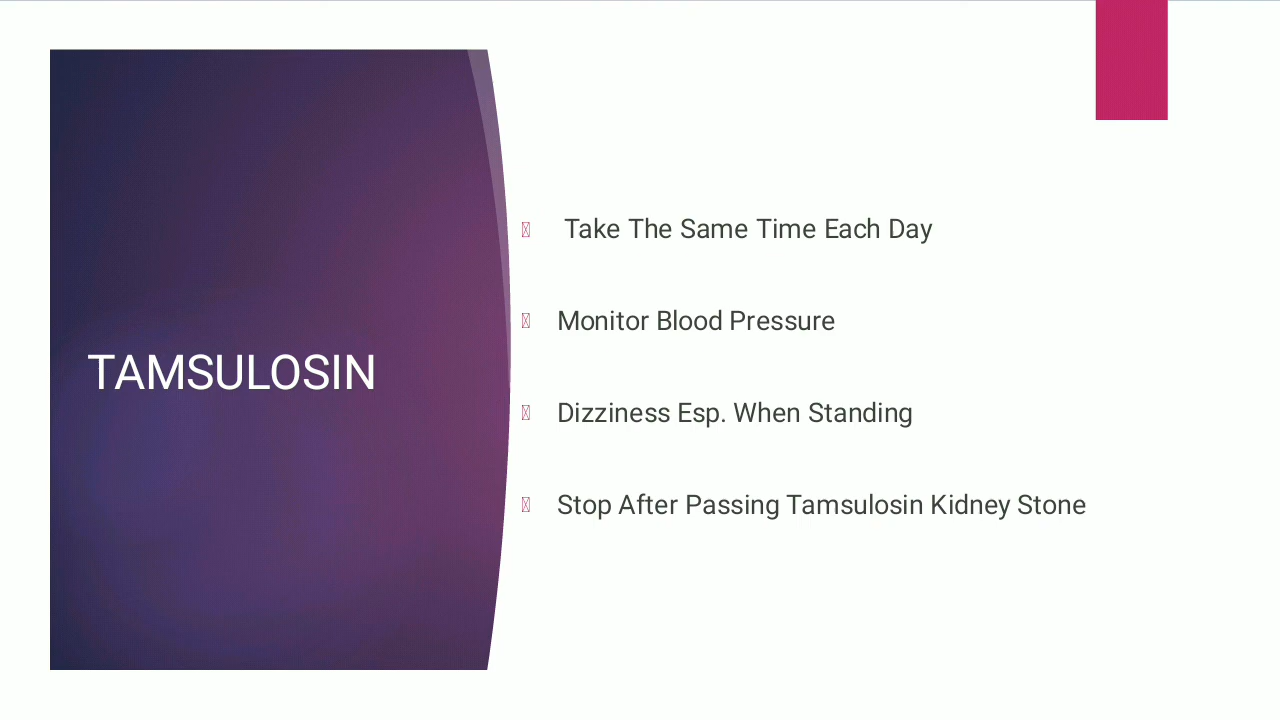 TAMSULOSIN
Take The Same Time Each Day
Monitor Blood Pressure
Dizziness Esp. When Standing
Stop After Passing Tamsulosin Kidney Stone